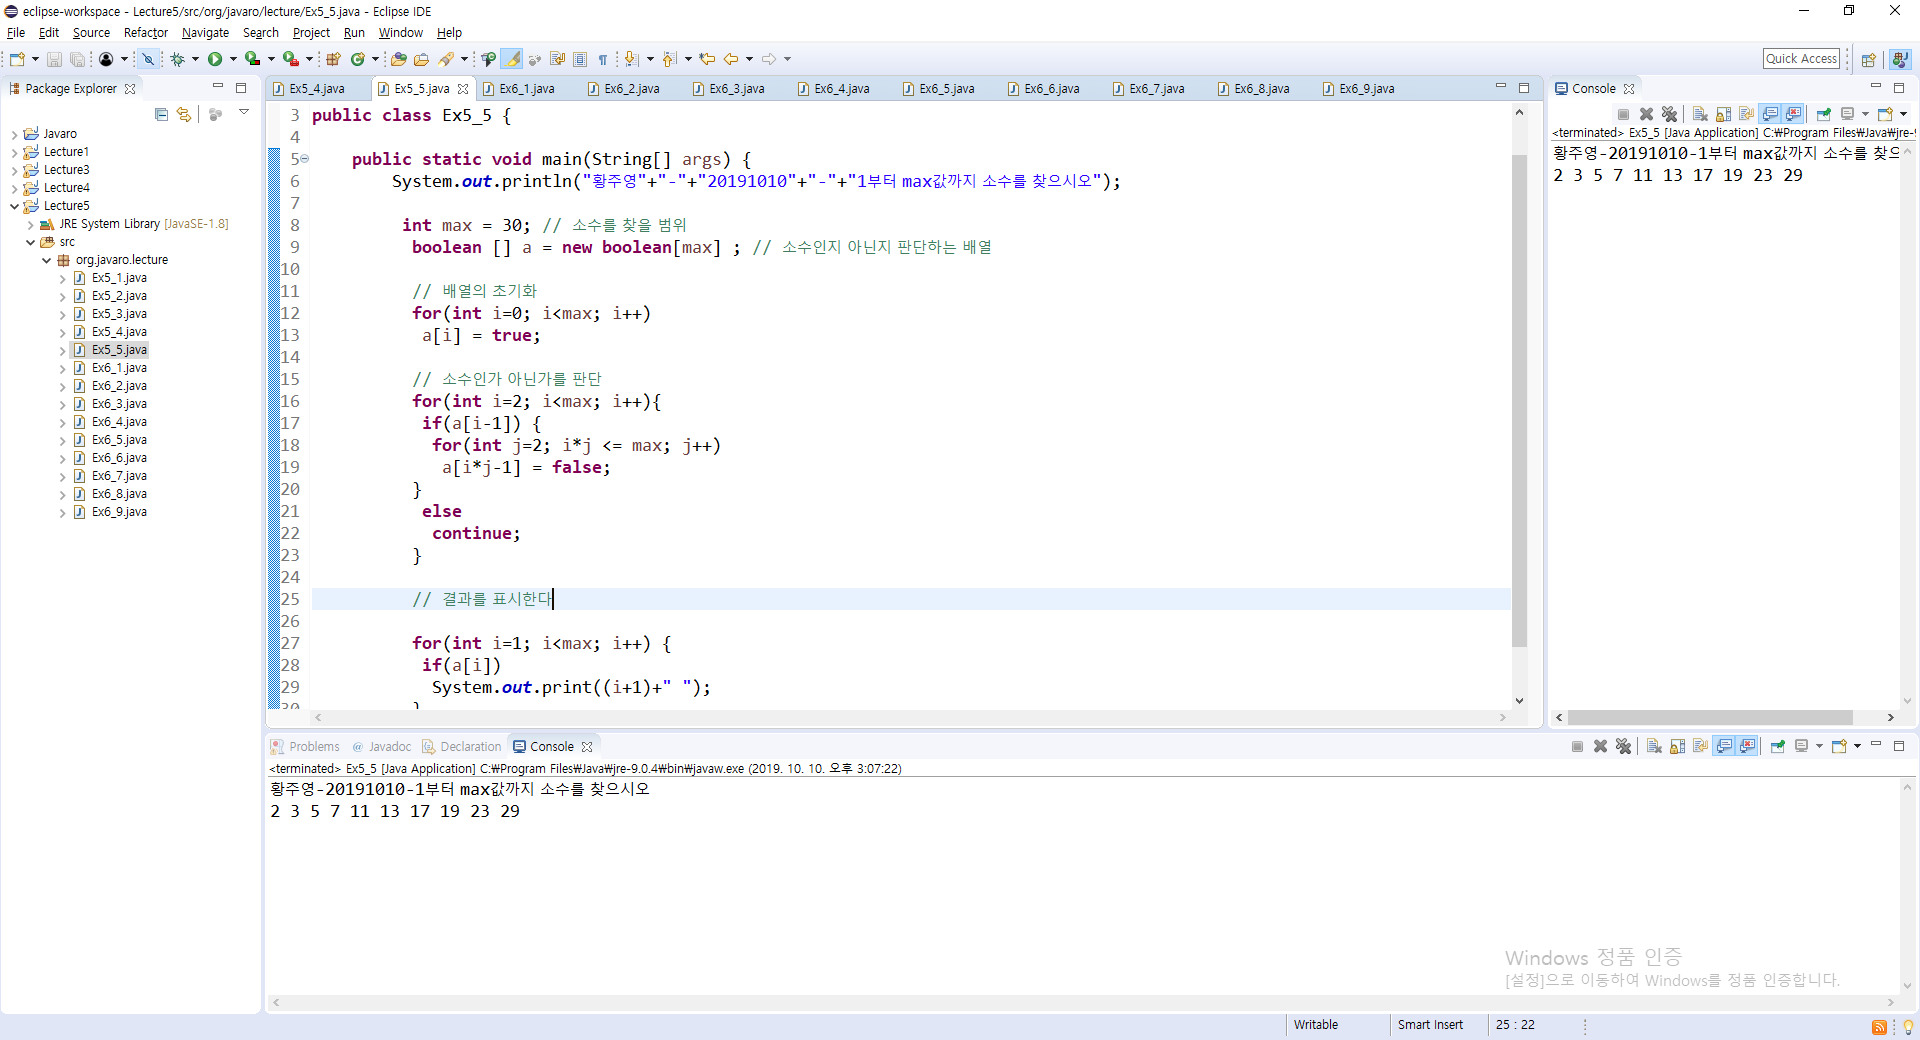 eclipse-workspace - Lecture5/src/org/javaro/lecture/Ex5_5.java - Eclipse IDE
File Edit Source Refactor Navigate Search Project Run Window Help
Quick Access
Package Explorer
Javaro
Lecture1
Lecture3
Lecture4
Lecture5
JRE System Library [JavaSE-1.8]
src
org.javaro.lecture
Ex5_1.java
Ex5_2.java
Ex5_3.java
Ex5_4.java
Ex5_5.java
Ex6_1.java
Ex6_2.java
Ex6_3.java
Ex6_4.java
Ex6_5.java
Ex6_6.java
Ex6_7.java
Ex6_8.java
Ex6_9.java
Ex5_4.java Ex5_5.java Ex6_1.java Ex6_2.java Ex6_3.java Ex6_4.java Ex6_5.java Ex6_6.java Ex6_7.java Ex6_8.java Ex6_9.java
3 public class Ex5_5 {
4
5 public static void main(String[] args) {
6 System.out.println("황주영"+"-"+"20191010"+"-"+"1부터 max값까지 소수를 찾으시오");
7
8 int max = 30; // 소수를 찾을 범위
9 boolean [] a = new boolean[max] ; // 소수인지 아닌지 판단하는 배열
10
11 // 배열의 초기화
12 for(int i=0; i<max; i++)
13 a[i] = true;
14
15 // 소수인가 아닌가를 판단
16 for(int i=2; i<max; i++){
17 if(a[i-1]) {
18 for(int j=2; i*j <= max; j++)
19 a[i*j-1] = false;
20 }
21 else
22 continue;
23 }
24
25 // 결과를 표시한다
26
27 for(int i=1; i<max; i++) {
28 if(a[i])
29 System.out.print((i+1)+" ");
30 }
Console
<terminated> Ex5_5 [Java Application] C:₩Program Files₩Java₩jre-9
황주영-20191010-1부터 max값까지 소수를 찾으
2 3 5 7 11 13 17 19 23 29
Problems @ Javadoc Declaration Console
<terminated> Ex5_5 [Java Application] C:₩Program Files₩Java₩jre-9.0.4₩bin₩javaw.exe (2019. 10. 10. 오후 3:07:22)
황주영-20191010-1부터 max값까지 소수를 찾으시오
2 3 5 7 11 13 17 19 23 29
Windows 정품 인증
[설정]으로 이동하여 Windows를 정품 인증합니다.
Writable Smart Insert 25 : 22